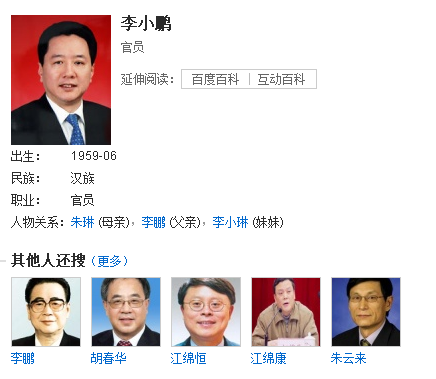 李小鹏
官员
延伸阅读： 百度百科 | 互动百科
出生： 1959-06
民族： 汉族
职业： 官员
人物关系：朱琳 (母亲)，李鹏 (父亲)，李小琳 (妹妹)
其他人还搜（更多）
李鹏 胡春华 江绵恒 江绵康 朱云来